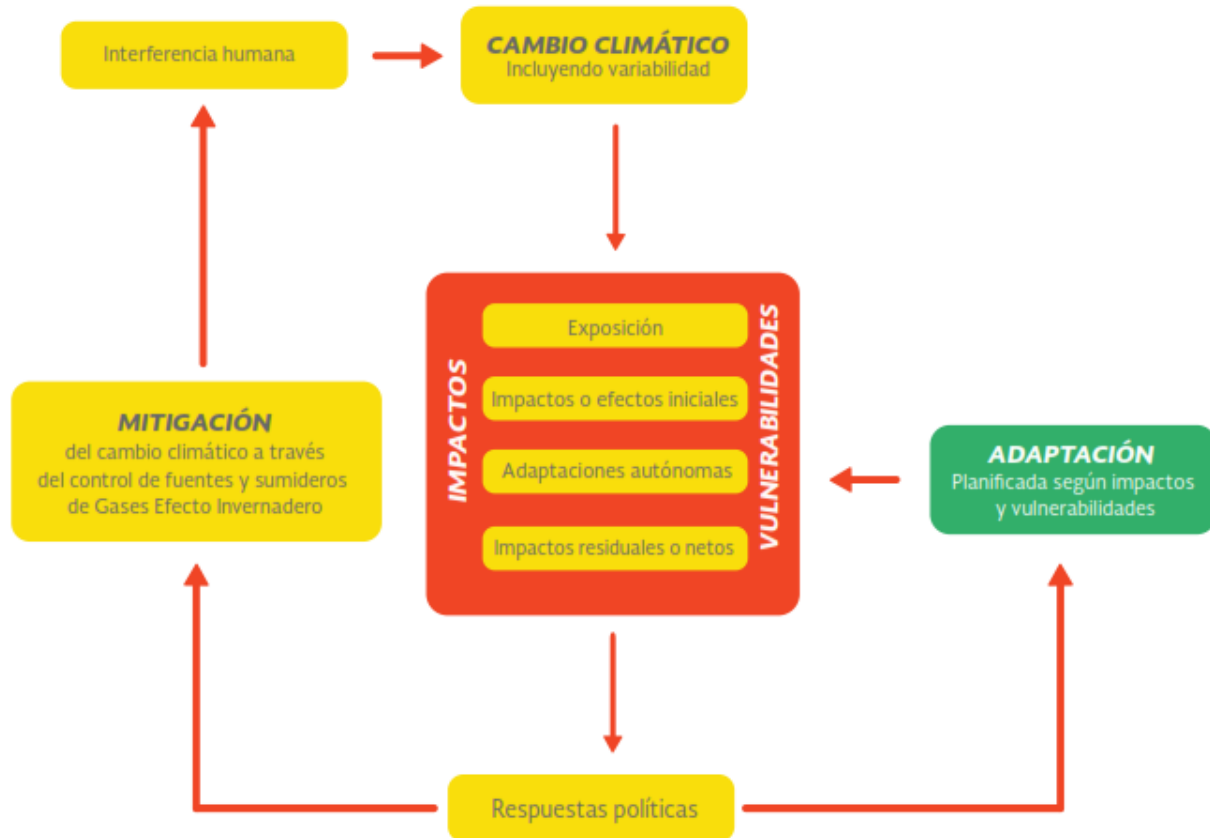 Interferencia humana
CAMBIO CLIMÁTICO
Incluyendo variabilidad
IMPACTOS
Exposición
Impactos o efectos iniciales
Adaptaciones autónomas
Impactos residuales o netos
VULNERABILIDADES
MITIGACIÓN
del cambio climático a través
del control de fuentes y sumideros
de Gases Efecto Invernadero
ADAPTACIÓN
Planificada según impactos
y vulnerabilidades
Respuestas políticas